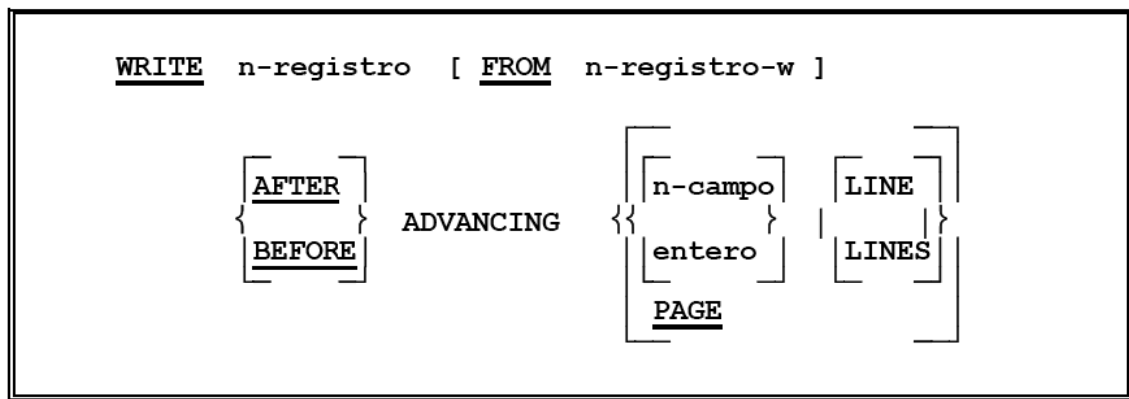 WRITE n-registro [ FROM n-registro-w ]
AFTER n-campo LINE
{ } ADVANCING {{ } | |}
BEFORE entero LINES
PAGE